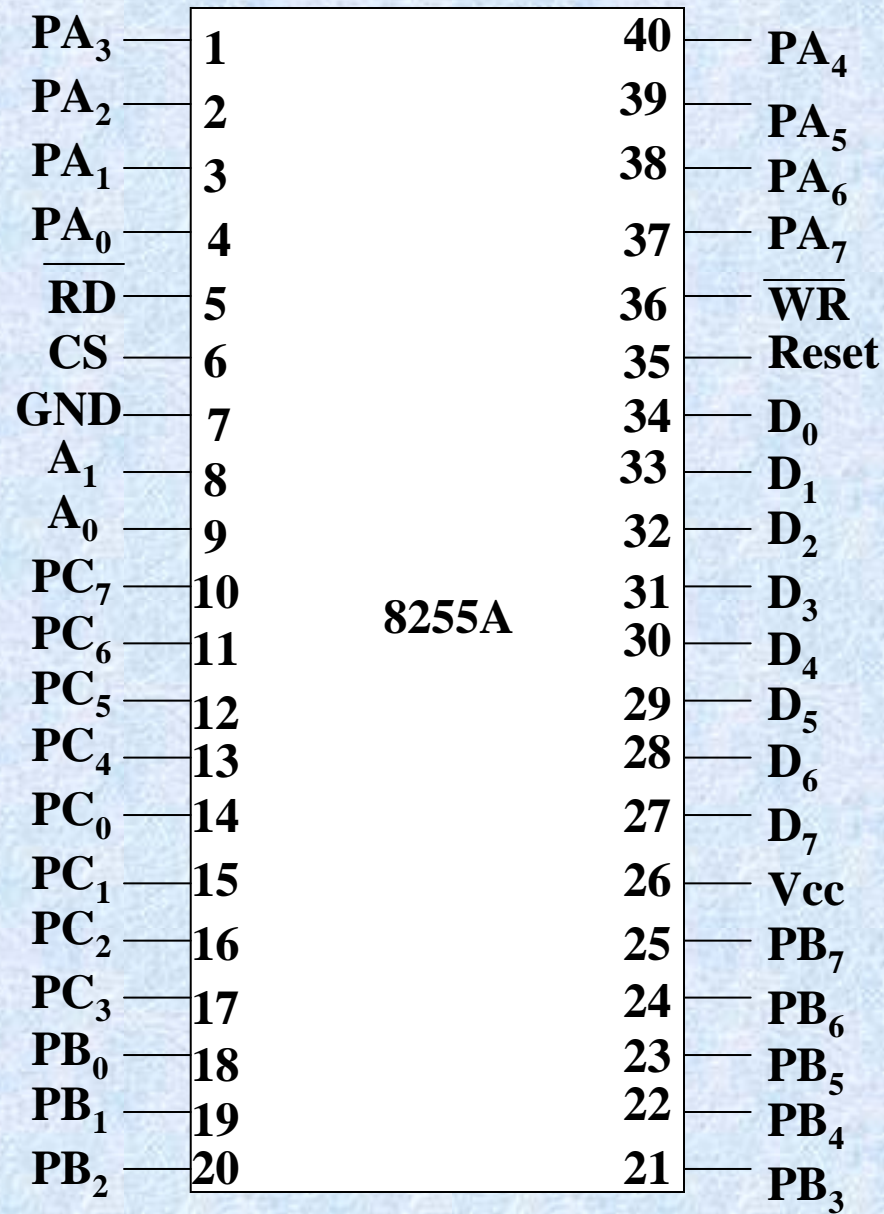 PA₃ 1 40 PA₄
PA₂ 2 39 PA₅
PA₁ 3 38 PA₆
PA₀ 4 37 PA₇
R̅D̅ 5 36 W̅R̅
CS 6 35 Reset
GND 7 34 D₀
A₁ 8 33 D₁
A₀ 9 32 D₂
PC₇ 10 31 D₃
PC₆ 11 30 D₄
PC₅ 12 29 D₅
PC₄ 13 28 D₆
PC₀ 14 27 D₇
PC₁ 15 26 Vcc
PC₂ 16 25 PB₇
PC₃ 17 24 PB₆
PB₀ 18 23 PB₅
PB₁ 19 22 PB₄
PB₂ 20 21 PB₃
8255A